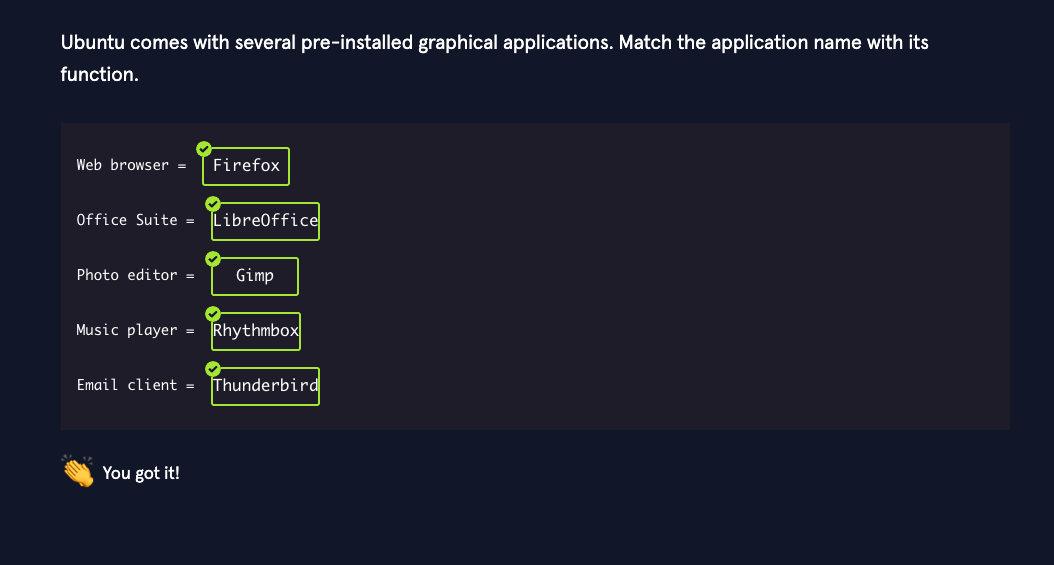 Ubuntu comes with several pre-installed graphical applications. Match the application name with its
function.
Web browser = Firefox
Office Suite = LibreOffice
Photo editor = Gimp
Music player = Rhythmbox
Email client = Thunderbird
You got it!